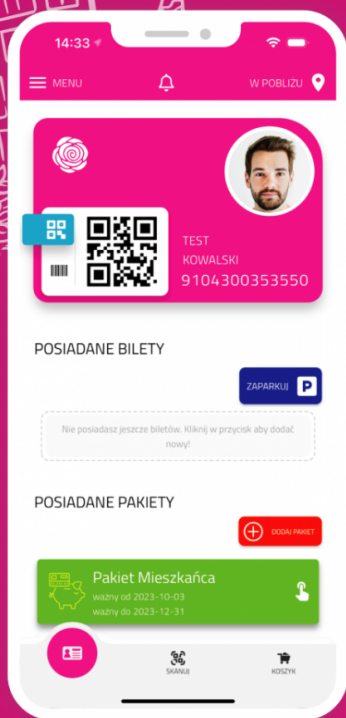 14:33
MENU
W POBLIŻU
TEST
KOWALSKI
9104300353550
POSIADANE BILETY
ZAPARKUJ P
Nie posiadasz jeszcze biletów. Kliknij w przycisk aby dodać
nowy!
POSIADANE PAKIETY
DODAJ PAKIET
Pakiet Mieszkańca
ważny od 2023-10-03
ważny do 2023-12-31
SKANUJ
KOSZYK